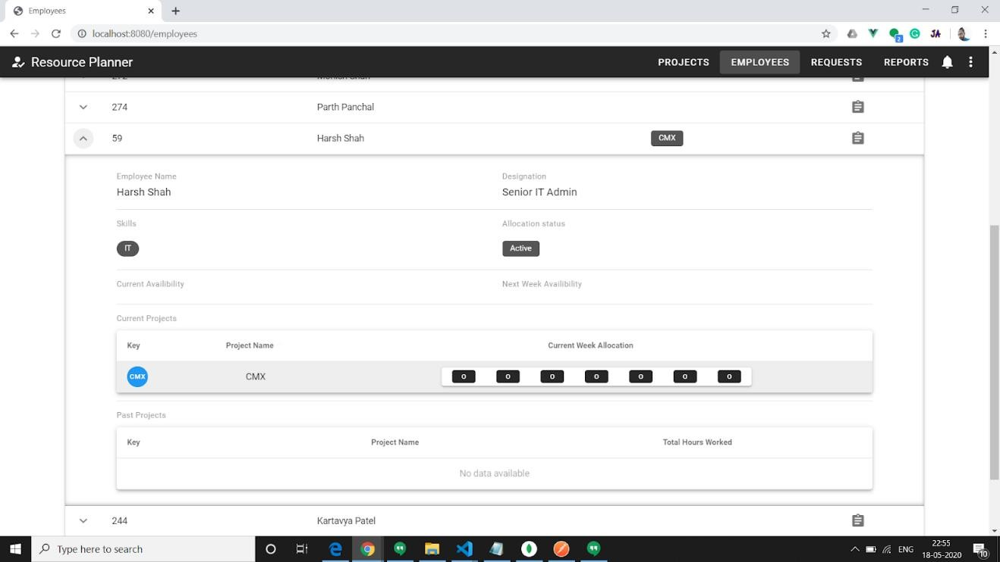 Employees
localhost:8080/employees
2
JA
Resource Planner
PROJECTS EMPLOYEES REQUESTS REPORTS
274 Parth Panchal
59 Harsh Shah CMX
Employee Name Designation
Harsh Shah Senior IT Admin
Skills Allocation status
IT Active
Current Availibility Next Week Availibility
Current Projects
Key Project Name Current Week Allocation
CMX CMX 0 0 0 0 0 0 0
Past Projects
Key Project Name Total Hours Worked
No data available
244 Kartavya Patel
Type here to search
ENG
22:55
18-05-2020
10